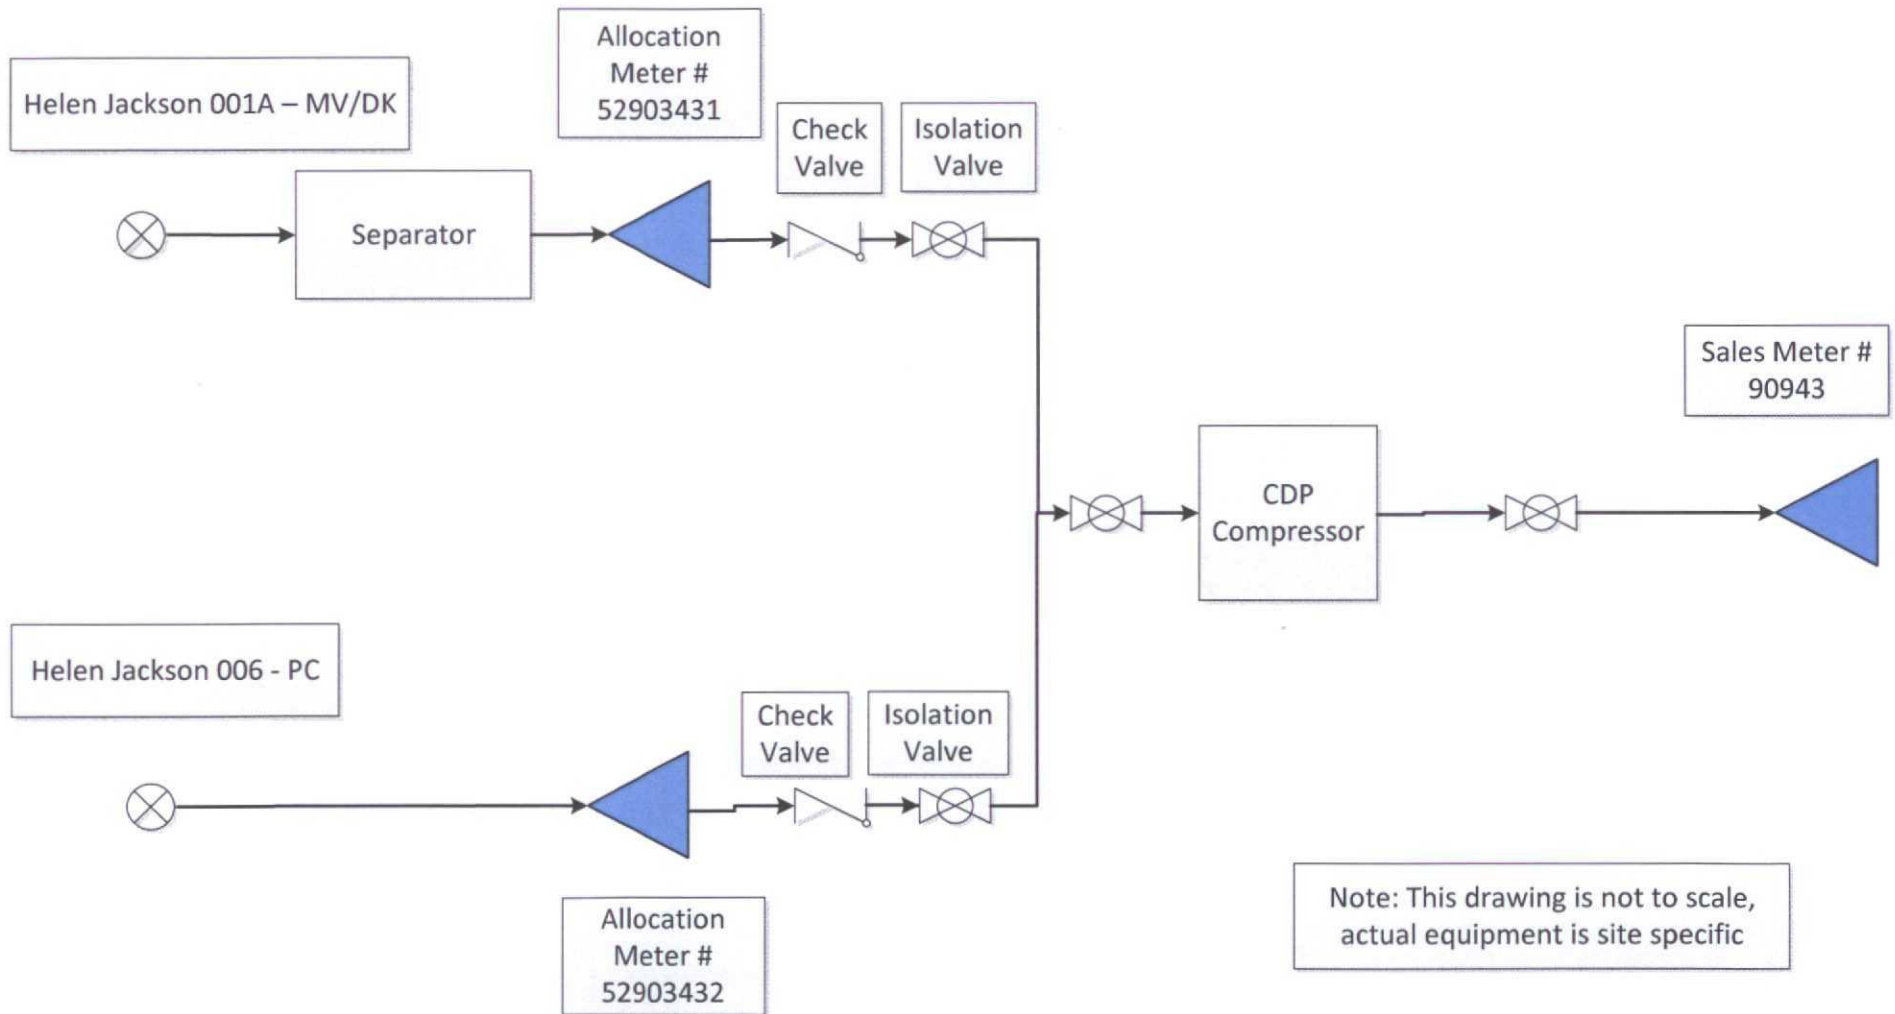 Helen Jackson 001A – MV/DK
Allocation
Meter #
52903431
Check
Valve
Isolation
Valve
Separator
Sales Meter #
90943
CDP
Compressor
Helen Jackson 006 - PC
Check
Valve
Isolation
Valve
Allocation
Meter #
52903432
Note: This drawing is not to scale,
actual equipment is site specific